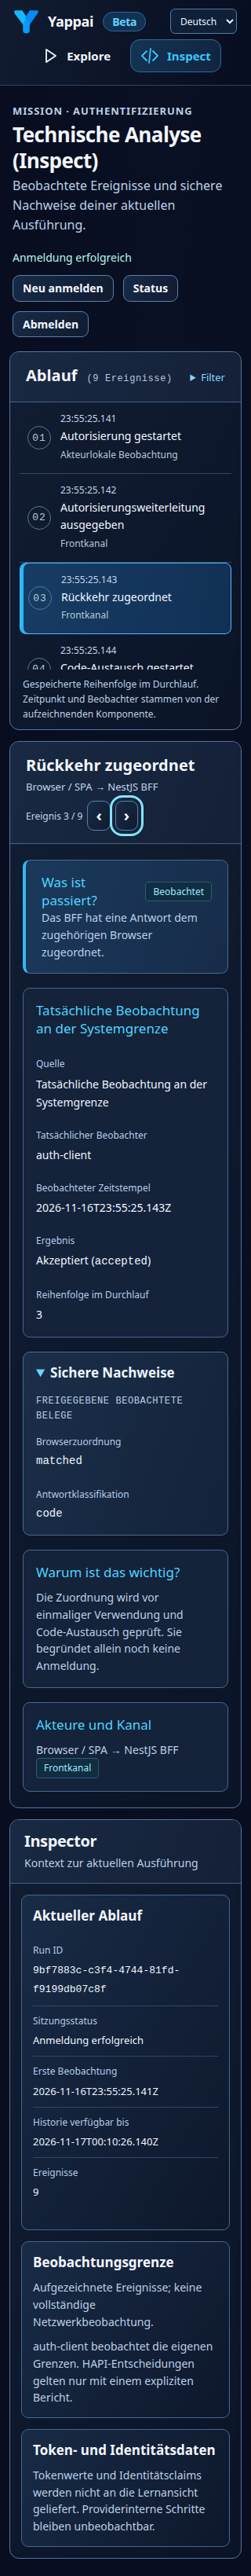 Yappai Beta Deutsch
Explore Inspect
MISSION · AUTHENTIFIZIERUNG
Technische Analyse
(Inspect)
Beobachtete Ereignisse und sichere
Nachweise deiner aktuellen
Ausführung.
Anmeldung erfolgreich
Neu anmelden Status
Abmelden
Ablauf (9 Ereignisse) ▶ Filter
23:55:25.141
01 Autorisierung gestartet
Akteurlokale Beobachtung
23:55:25.142
02 Autorisierungsweiterleitung
ausgegeben
Frontkanal
23:55:25.143
03 Rückkehr zugeordnet
Frontkanal
23:55:25.144
04 Code-Austausch gestartet
Gespeicherte Reihenfolge im Durchlauf.
Zeitpunkt und Beobachter stammen von der
aufzeichnenden Komponente.
Rückkehr zugeordnet
Browser / SPA → NestJS BFF
Ereignis 3 / 9 ‹ ›
Was ist
passiert?
Beobachtet
Das BFF hat eine Antwort dem
zugehörigen Browser
zugeordnet.
Tatsächliche Beobachtung
an der Systemgrenze
Quelle
Tatsächliche Beobachtung an der
Systemgrenze
Tatsächlicher Beobachter
auth-client
Beobachteter Zeitstempel
2026-11-16T23:55:25.143Z
Ergebnis
Akzeptiert (accepted)
Reihenfolge im Durchlauf
3
▼ Sichere Nachweise
FREIGEGEBENE BEOBACHTETE
BELEGE
Browserzuordnung
matched
Antwortklassifikation
code
Warum ist das wichtig?
Die Zuordnung wird vor
einmaliger Verwendung und
Code-Austausch geprüft. Sie
begründet allein noch keine
Anmeldung.
Akteure und Kanal
Browser / SPA → NestJS BFF
Frontkanal
Inspector
Kontext zur aktuellen Ausführung
Aktueller Ablauf
Run ID
9bf7883c-c3f4-4744-81fd-
f9199db07c8f
Sitzungsstatus
Anmeldung erfolgreich
Erste Beobachtung
2026-11-16T23:55:25.141Z
Historie verfügbar bis
2026-11-17T00:10:26.140Z
Ereignisse
9
Beobachtungsgrenze
Aufgezeichnete Ereignisse; keine
vollständige
Netzwerkbeobachtung.
auth-client beobachtet die eigenen
Grenzen. HAPI-Entscheidungen
gelten nur mit einem expliziten
Bericht.
Token- und Identitätsdaten
Tokenwerte und Identitätsclaims
werden nicht an die Lernansicht
geliefert. Providerinterne Schritte
bleiben unbeobachtbar.